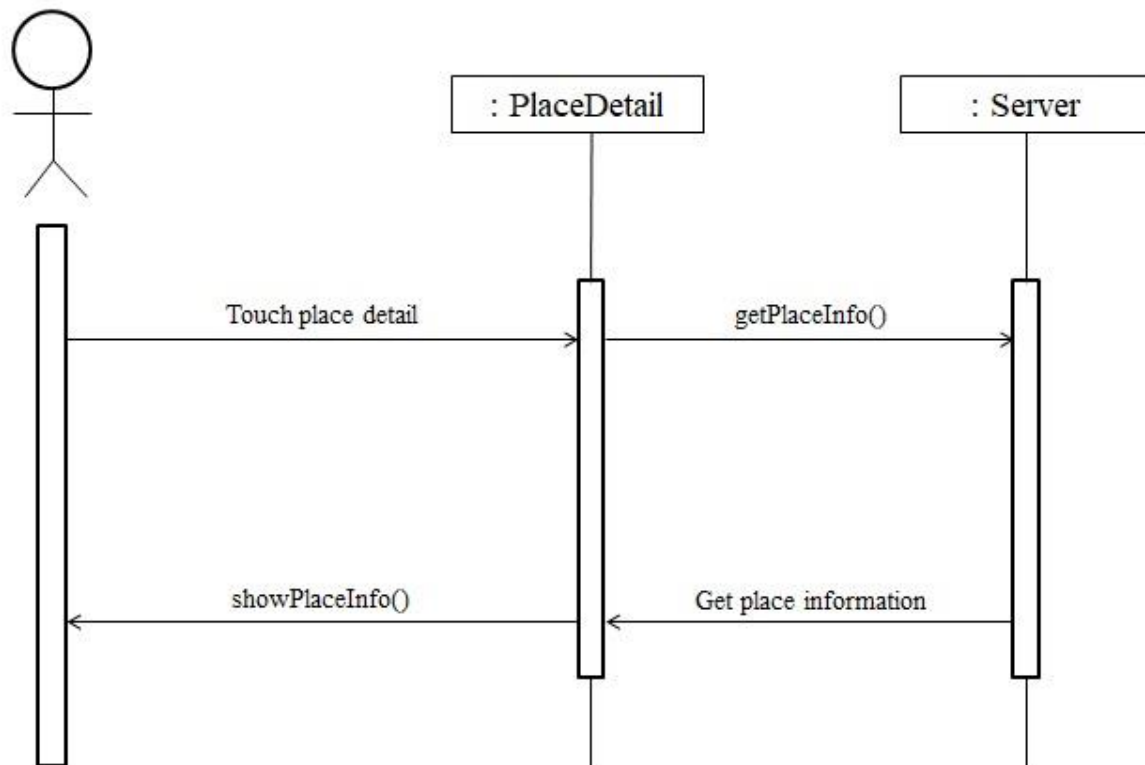 : PlaceDetail
: Server
Touch place detail
getPlaceInfo()
showPlaceInfo()
Get place information